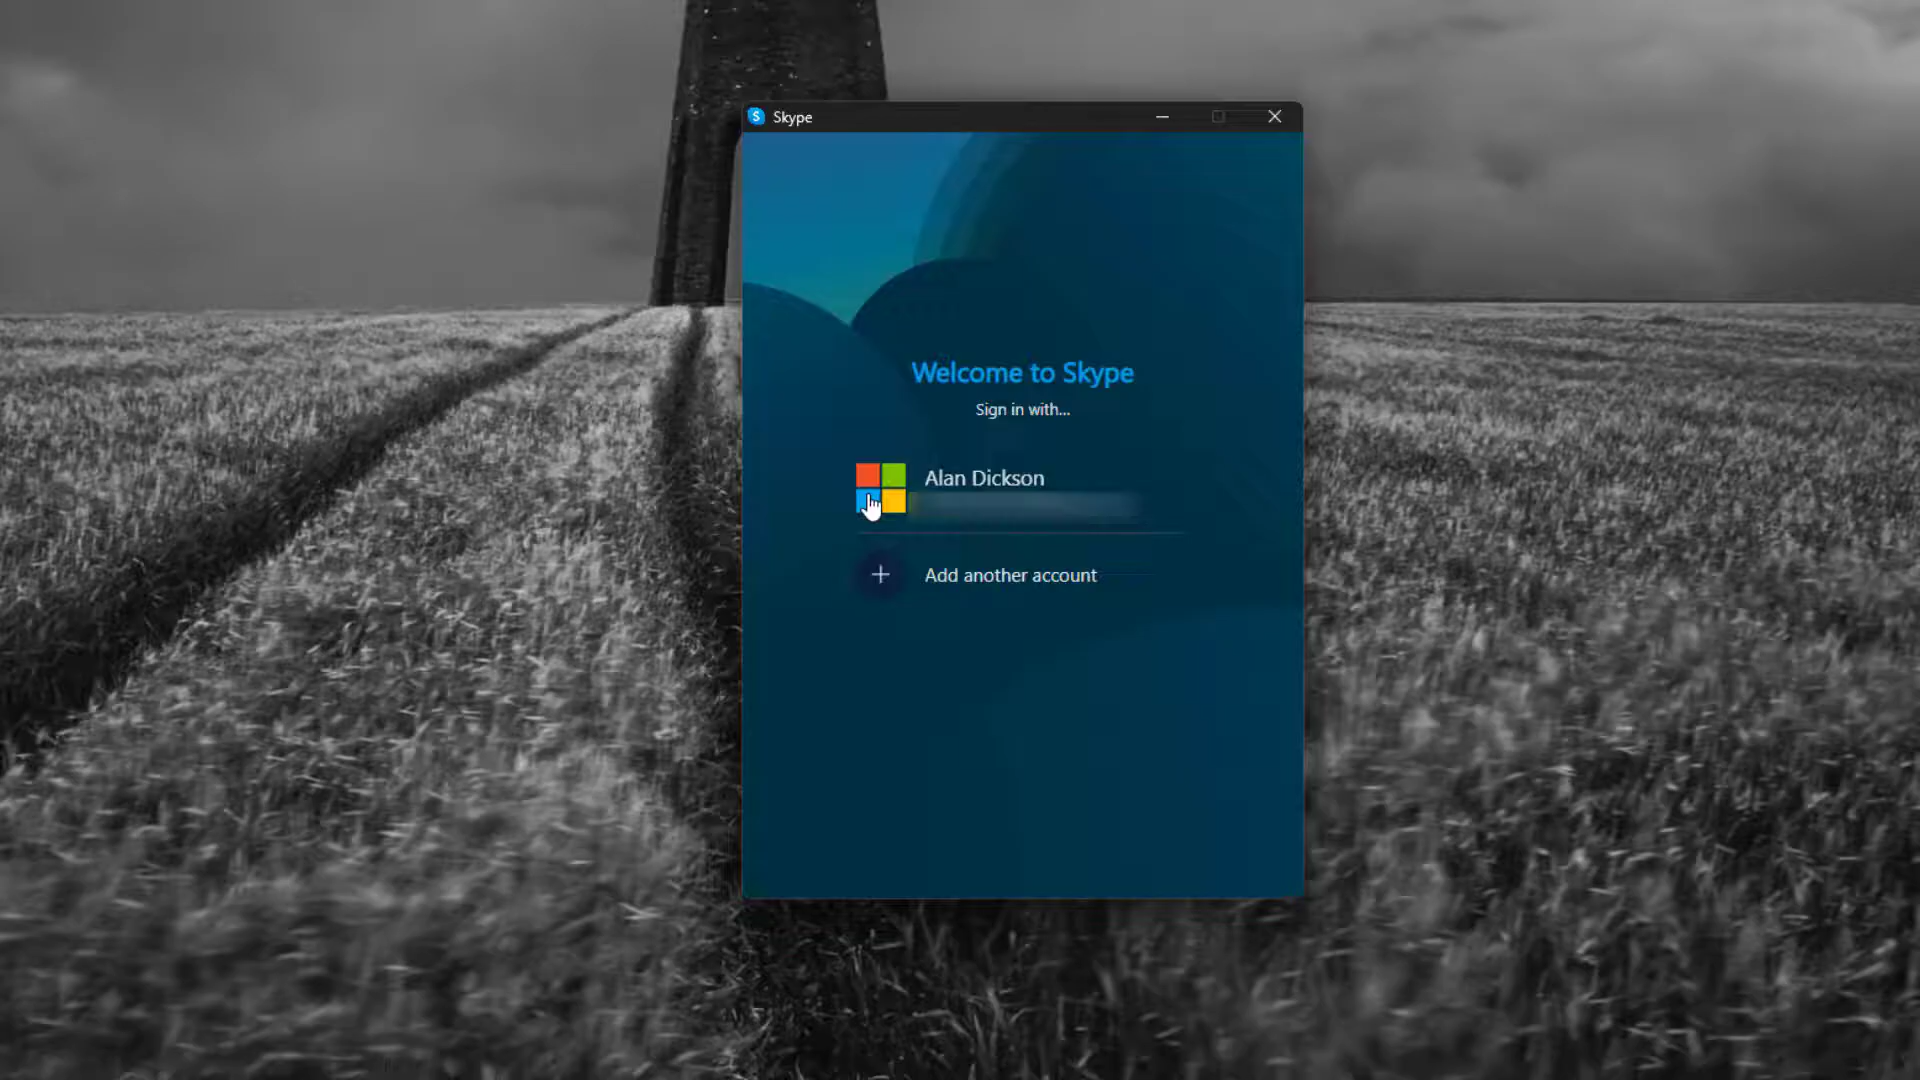 Skype
Welcome to Skype
Sign in with...
Alan Dickson
Add another account